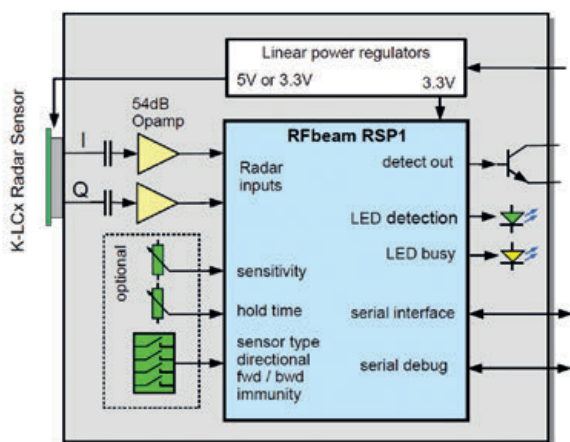 Linear power regulators
5V or 3.3V
3.3V
K-LCx Radar Sensor
54dB
Opamp
I
Q
RFbeam RSP1
Radar
inputs
detect out
LED detection
LED busy
optional
sensitivity
hold time
serial interface
sensor type
directional
fwd / bwd
immunity
serial debug